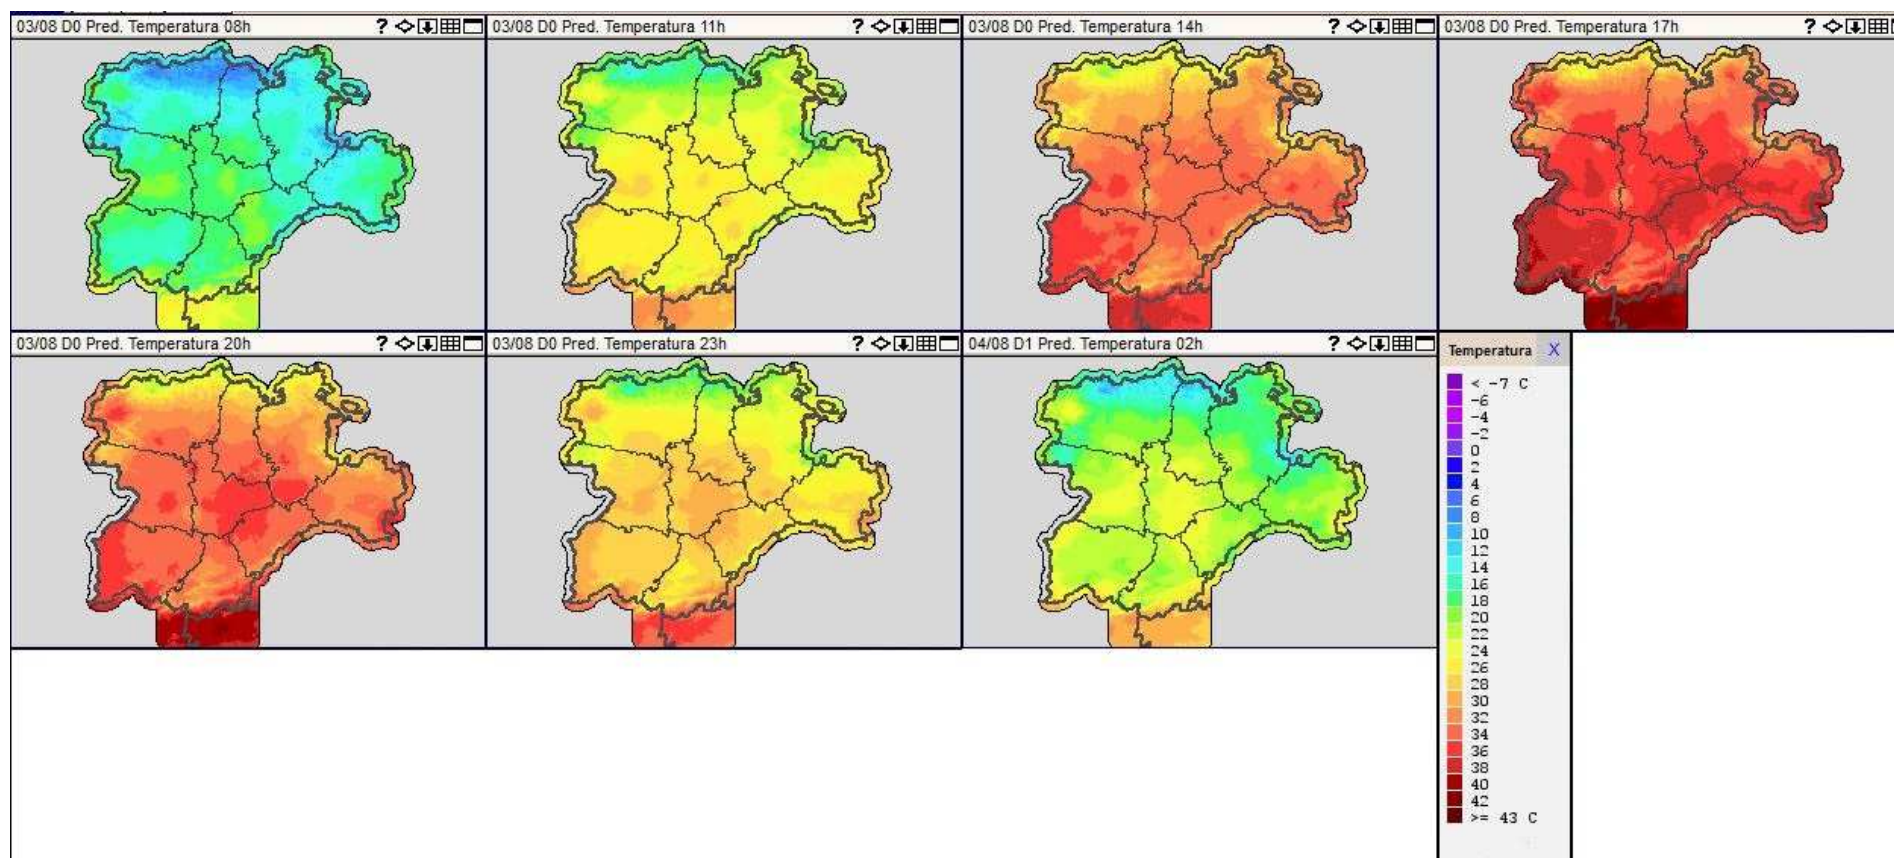 03/08 D0 Pred. Temperatura 08h ?
03/08 D0 Pred. Temperatura 11h ?
03/08 D0 Pred. Temperatura 14h ?
03/08 D0 Pred. Temperatura 17h ?
03/08 D0 Pred. Temperatura 20h ?
03/08 D0 Pred. Temperatura 23h ?
04/08 D1 Pred. Temperatura 02h ?
Temperatura X
< -7 C
-6
-4
-2
0
2
4
6
8
10
12
14
16
18
20
22
24
26
28
30
32
34
36
38
40
42
>= 43 C